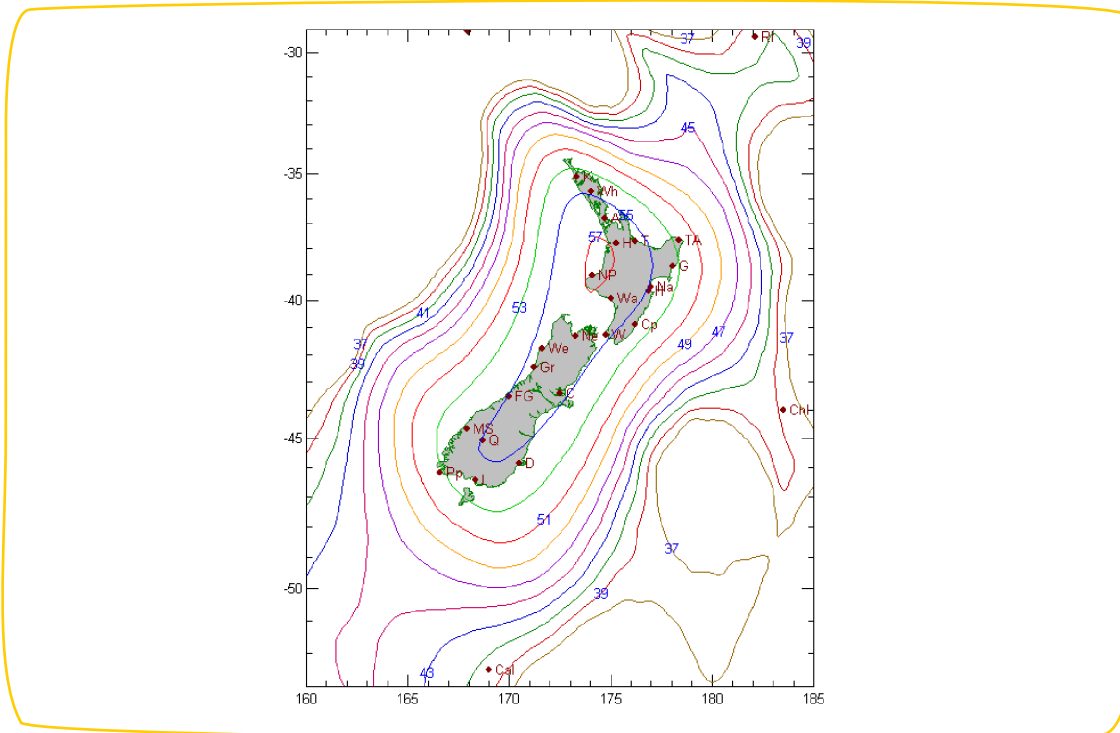 37
Rl
39
-30
45
-35
K
Wh
A
55
57
H
T
TA
G
NP
Na
H
Wa
53
-40
41
Cp
47
37
W
Ne
49
37
We
39
Gr
C
FG
ChI
MS
-45
Q
D
Pp
I
51
37
-50
39
43
Cal
160
165
170
175
180
185